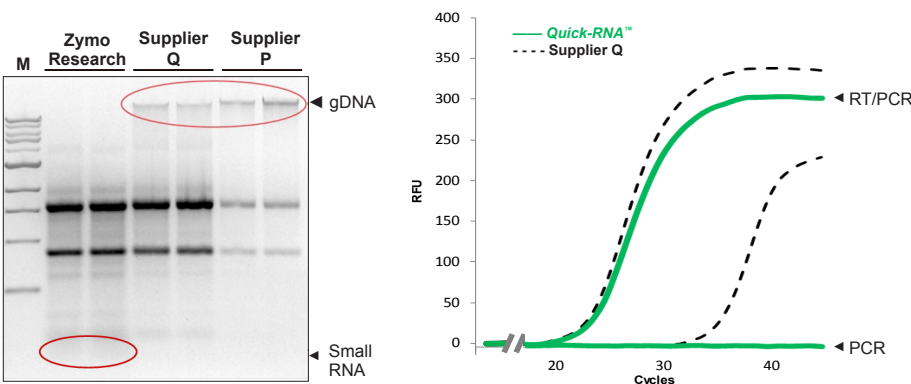 M
Zymo
Research
Supplier
Q
Supplier
P
gDNA
Small
RNA
400
350
300
250
200
150
100
50
0
RFU
Quick-RNA™
Supplier Q
RT/PCR
PCR
20
30
40
Cycles